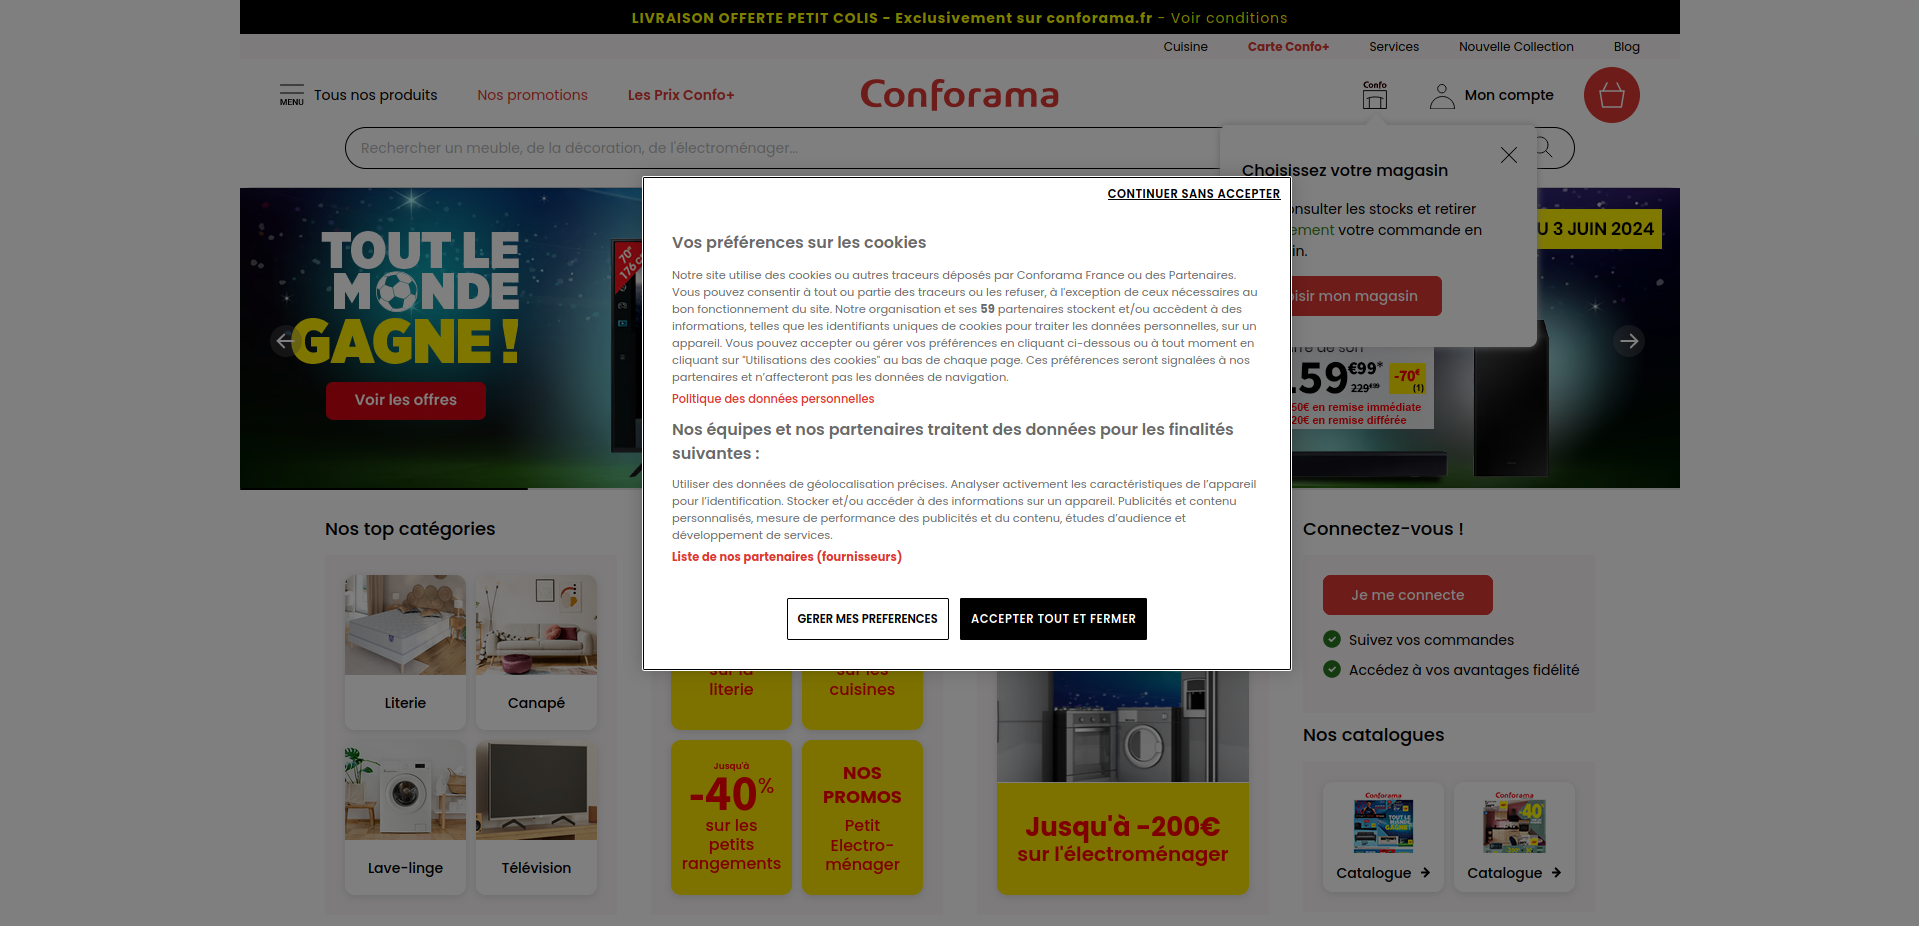 LIVRAISON OFFERTE PETIT COLIS - Exclusivement sur conforama.fr - Voir conditions
Cuisine
Carte Confo+
Services
Nouvelle Collection
Blog
MENU
Tous nos produits
Nos promotions
Les Prix Confo+
Conforama
Confo
Mon compte
Rechercher un meuble, de la décoration, de l'électroménager...
Choisissez votre magasin
onsulter les stocks et retirer
ement votre commande en
in.
isir mon magasin
CONTINUER SANS ACCEPTER
Vos préférences sur les cookies
Notre site utilise des cookies ou autres traceurs déposés par Conforama France ou des Partenaires.
Vous pouvez consentir à tout ou partie des traceurs ou les refuser, à l'exception de ceux nécessaires au
bon fonctionnement du site. Notre organisation et ses 59 partenaires stockent et/ou accèdent à des
informations, telles que les identifiants uniques de cookies pour traiter les données personnelles, sur un
appareil. Vous pouvez accepter ou gérer vos préférences en cliquant ci-dessous ou à tout moment en
cliquant sur "Utilisations des cookies" au bas de chaque page. Ces préférences seront signalées à nos
partenaires et n'affecteront pas les données de navigation.
Politique des données personnelles
Nos équipes et nos partenaires traitent des données pour les finalités
suivantes :
Utiliser des données de géolocalisation précises. Analyser activement les caractéristiques de l'appareil
pour l'identification. Stocker et/ou accéder à des informations sur un appareil. Publicités et contenu
personnalisés, mesure de performance des publicités et du contenu, études d'audience et
développement de services.
Liste de nos partenaires (fournisseurs)
GERER MES PREFERENCES
ACCEPTER TOUT ET FERMER
TOUT LE
MONDE
GAGNE !
Voir les offres
70"
176 c
U 3 JUIN 2024
rre de son
159€99*
229€99
-70€
(1)
50€ en remise immédiate
20€ en remise différée
Nos top catégories
Literie
Canapé
Lave-linge
Télévision
sur la
literie
sur les
cuisines
Jusqu'à
-40%
sur les
petits
rangements
NOS
PROMOS
Petit
Electro-
ménager
Jusqu'à -200€
sur l'électroménager
Connectez-vous !
Je me connecte
Suivez vos commandes
Accédez à vos avantages fidélité
Nos catalogues
Conforama
TOUT LE
MONDE
GAGNE!
Catalogue
Conforama
-40%
Catalogue